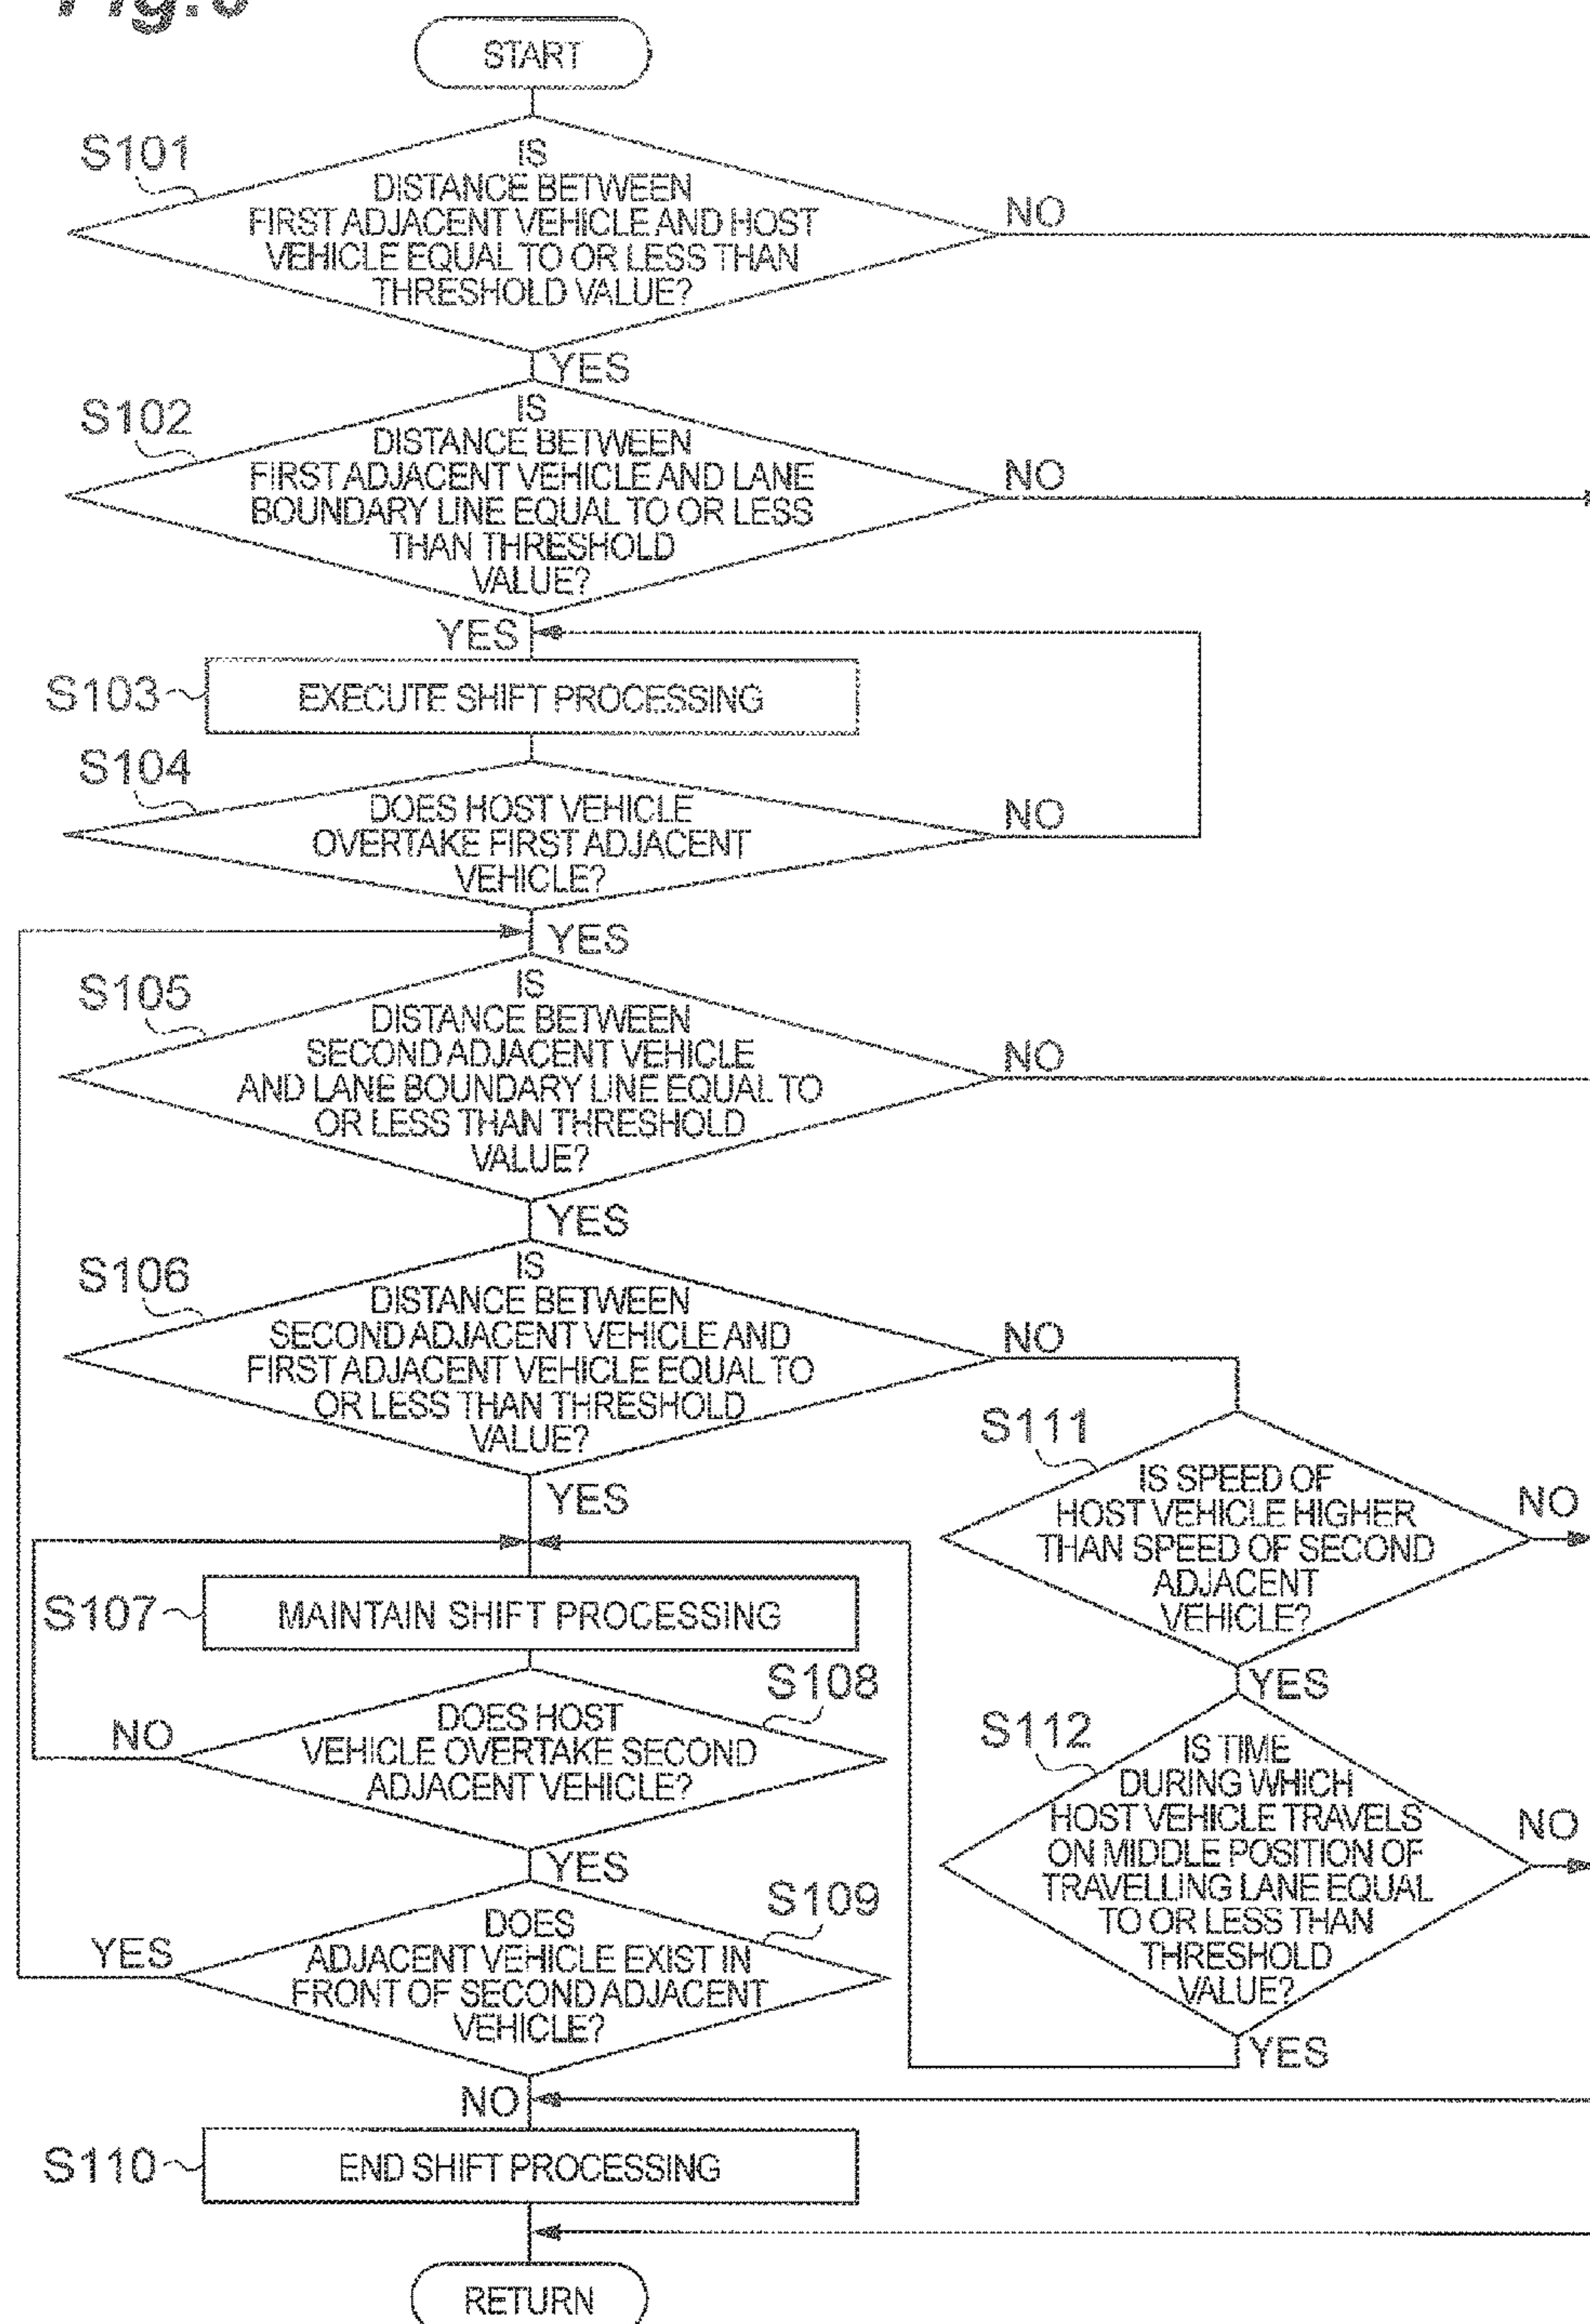 START
S101
IS
DISTANCE BETWEEN
FIRST ADJACENT VEHICLE AND HOST
VEHICLE EQUAL TO OR LESS THAN
THRESHOLD VALUE?
NO
YES
S102
IS
DISTANCE BETWEEN
FIRST ADJACENT VEHICLE AND LANE
BOUNDARY LINE EQUAL TO OR LESS
THAN THRESHOLD
VALUE?
NO
YES
S103
EXECUTE SHIFT PROCESSING
S104
DOES HOST VEHICLE
OVERTAKE FIRST ADJACENT
VEHICLE?
NO
YES
S105
IS
DISTANCE BETWEEN
SECOND ADJACENT VEHICLE
AND LANE BOUNDARY LINE EQUAL TO
OR LESS THAN THRESHOLD
VALUE?
NO
YES
S106
IS
DISTANCE BETWEEN
SECOND ADJACENT VEHICLE AND
FIRST ADJACENT VEHICLE EQUAL TO
OR LESS THAN THRESHOLD
VALUE?
NO
YES
S111
IS SPEED OF
HOST VEHICLE HIGHER
THAN SPEED OF SECOND
ADJACENT
VEHICLE?
NO
YES
S107
MAINTAIN SHIFT PROCESSING
S108
DOES HOST
VEHICLE OVERTAKE SECOND
ADJACENT VEHICLE?
NO
YES
S112
IS TIME
DURING WHICH
HOST VEHICLE TRAVELS
ON MIDDLE POSITION OF
TRAVELLING LANE EQUAL
TO OR LESS THAN
THRESHOLD
VALUE?
NO
YES
S109
DOES
ADJACENT VEHICLE EXIST IN
FRONT OF SECOND ADJACENT
VEHICLE?
YES
NO
S110
END SHIFT PROCESSING
RETURN